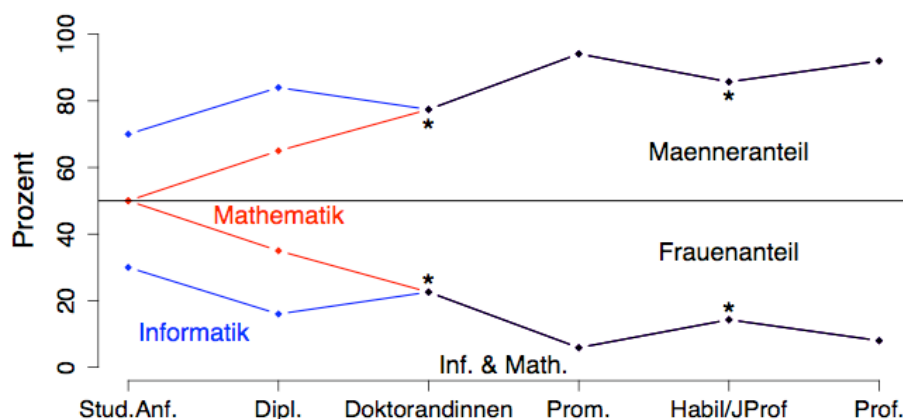 Prozent
100
80
60
40
20
0
*
*
Maenneranteil
Mathematik
Frauenanteil
*
*
Informatik
Inf. & Math.
Stud.Anf. Dipl. Doktorandinnen Prom. Habil/JProf Prof.